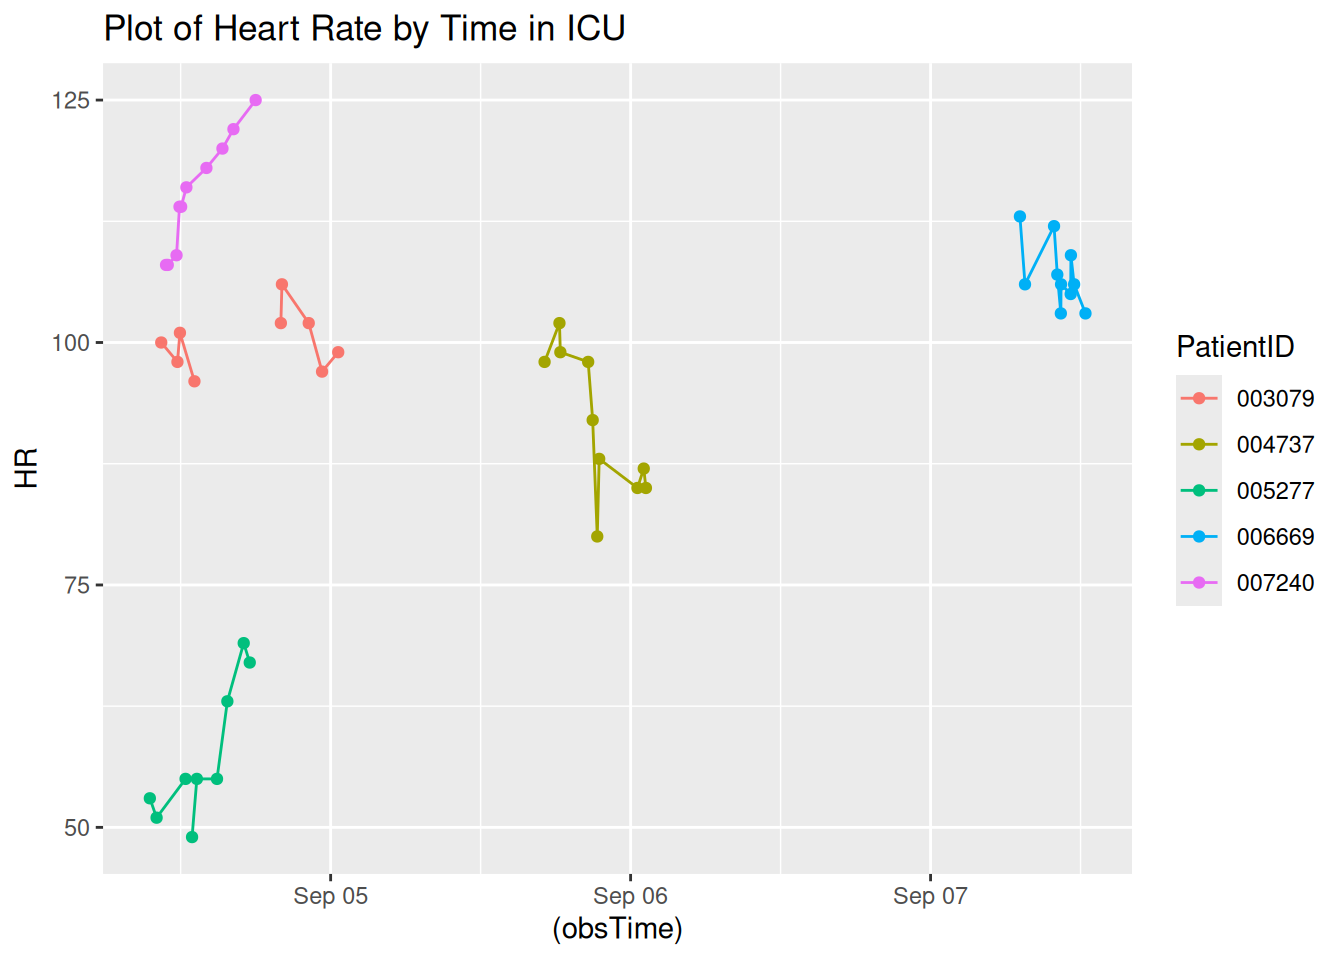 Plot of Heart Rate by Time in ICU
125
100
75
50
HR
Sep 05 Sep 06 Sep 07
(obsTime)
PatientID
003079
004737
005277
006669
007240